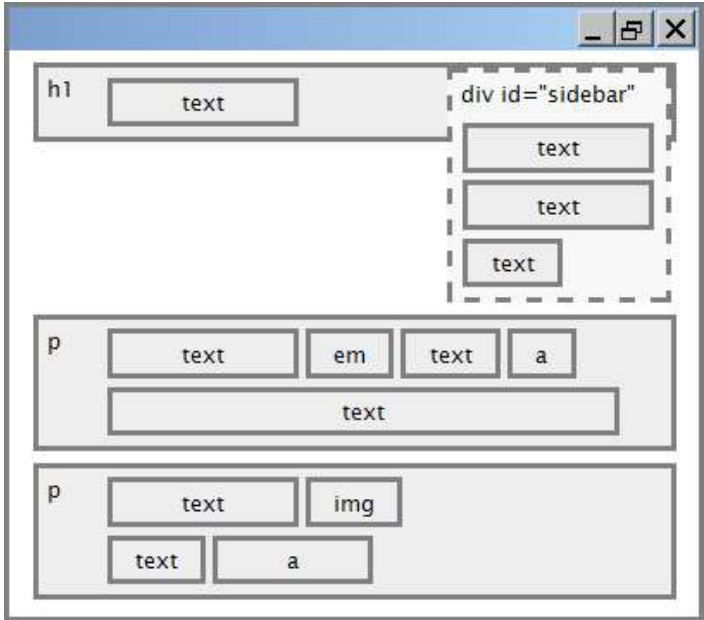 h1 text div id="sidebar"
text
text
text
p text em text a
text
p text img
text a